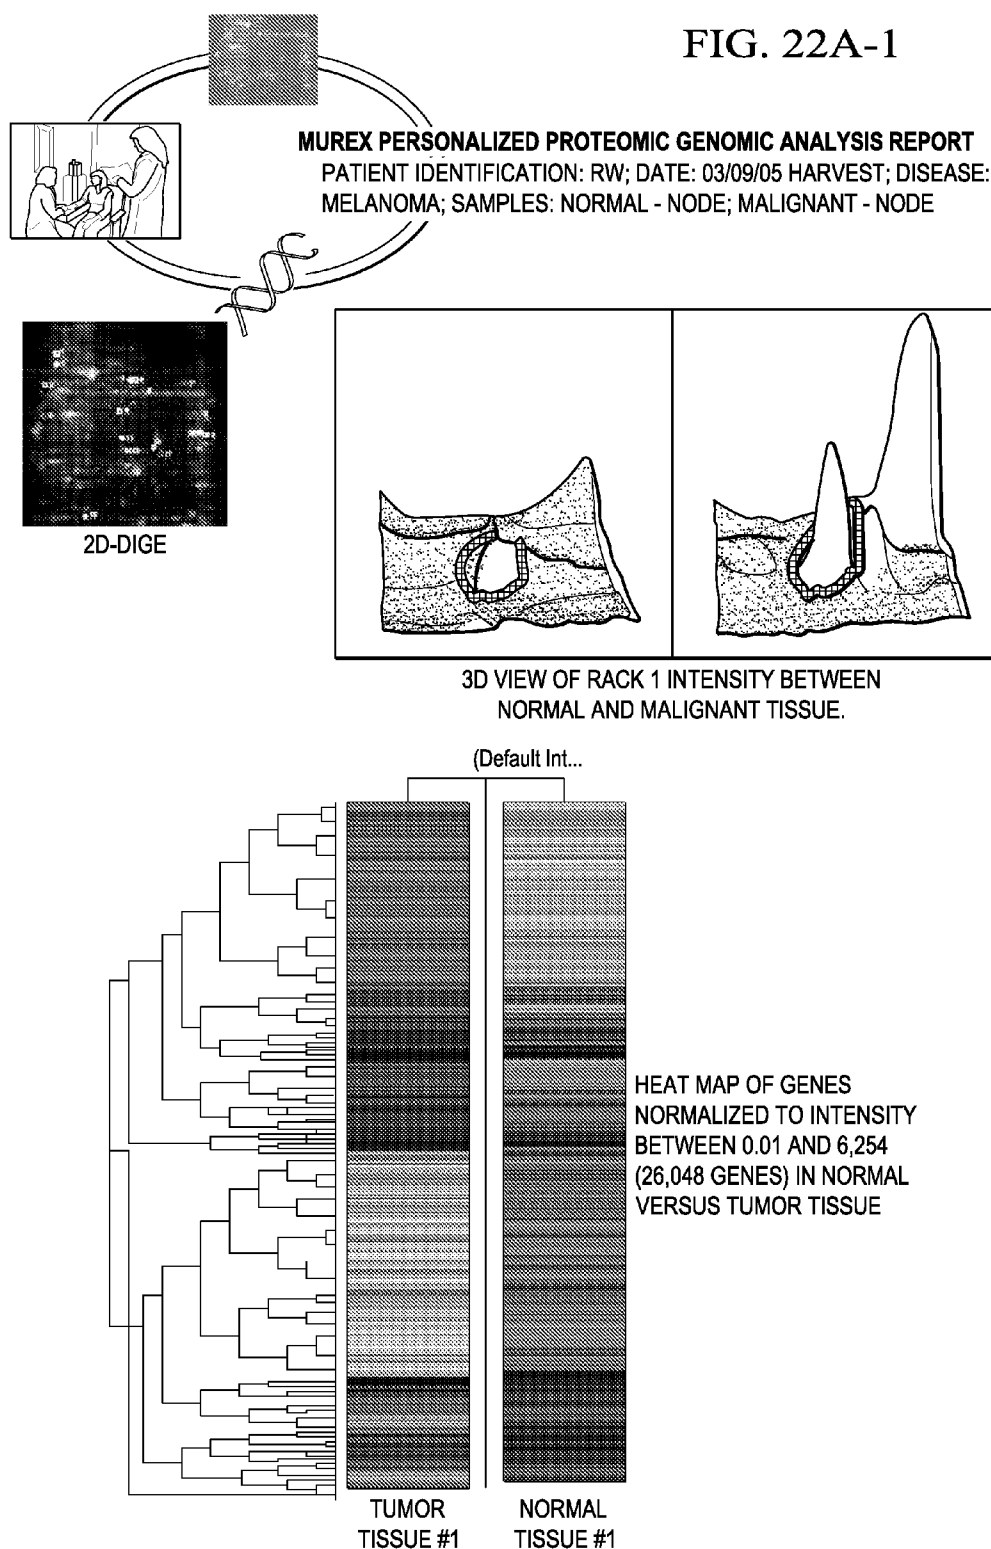 FIG. 22A-1
MUREX PERSONALIZED PROTEOMIC GENOMIC ANALYSIS REPORT
PATIENT IDENTIFICATION: RW; DATE: 03/09/05 HARVEST; DISEASE:
MELANOMA; SAMPLES: NORMAL - NODE; MALIGNANT - NODE
2D-DIGE
3D VIEW OF RACK 1 INTENSITY BETWEEN
NORMAL AND MALIGNANT TISSUE.
(Default Int...
HEAT MAP OF GENES
NORMALIZED TO INTENSITY
BETWEEN 0.01 AND 6,254
(26,048 GENES) IN NORMAL
VERSUS TUMOR TISSUE
TUMOR
TISSUE #1
NORMAL
TISSUE #1